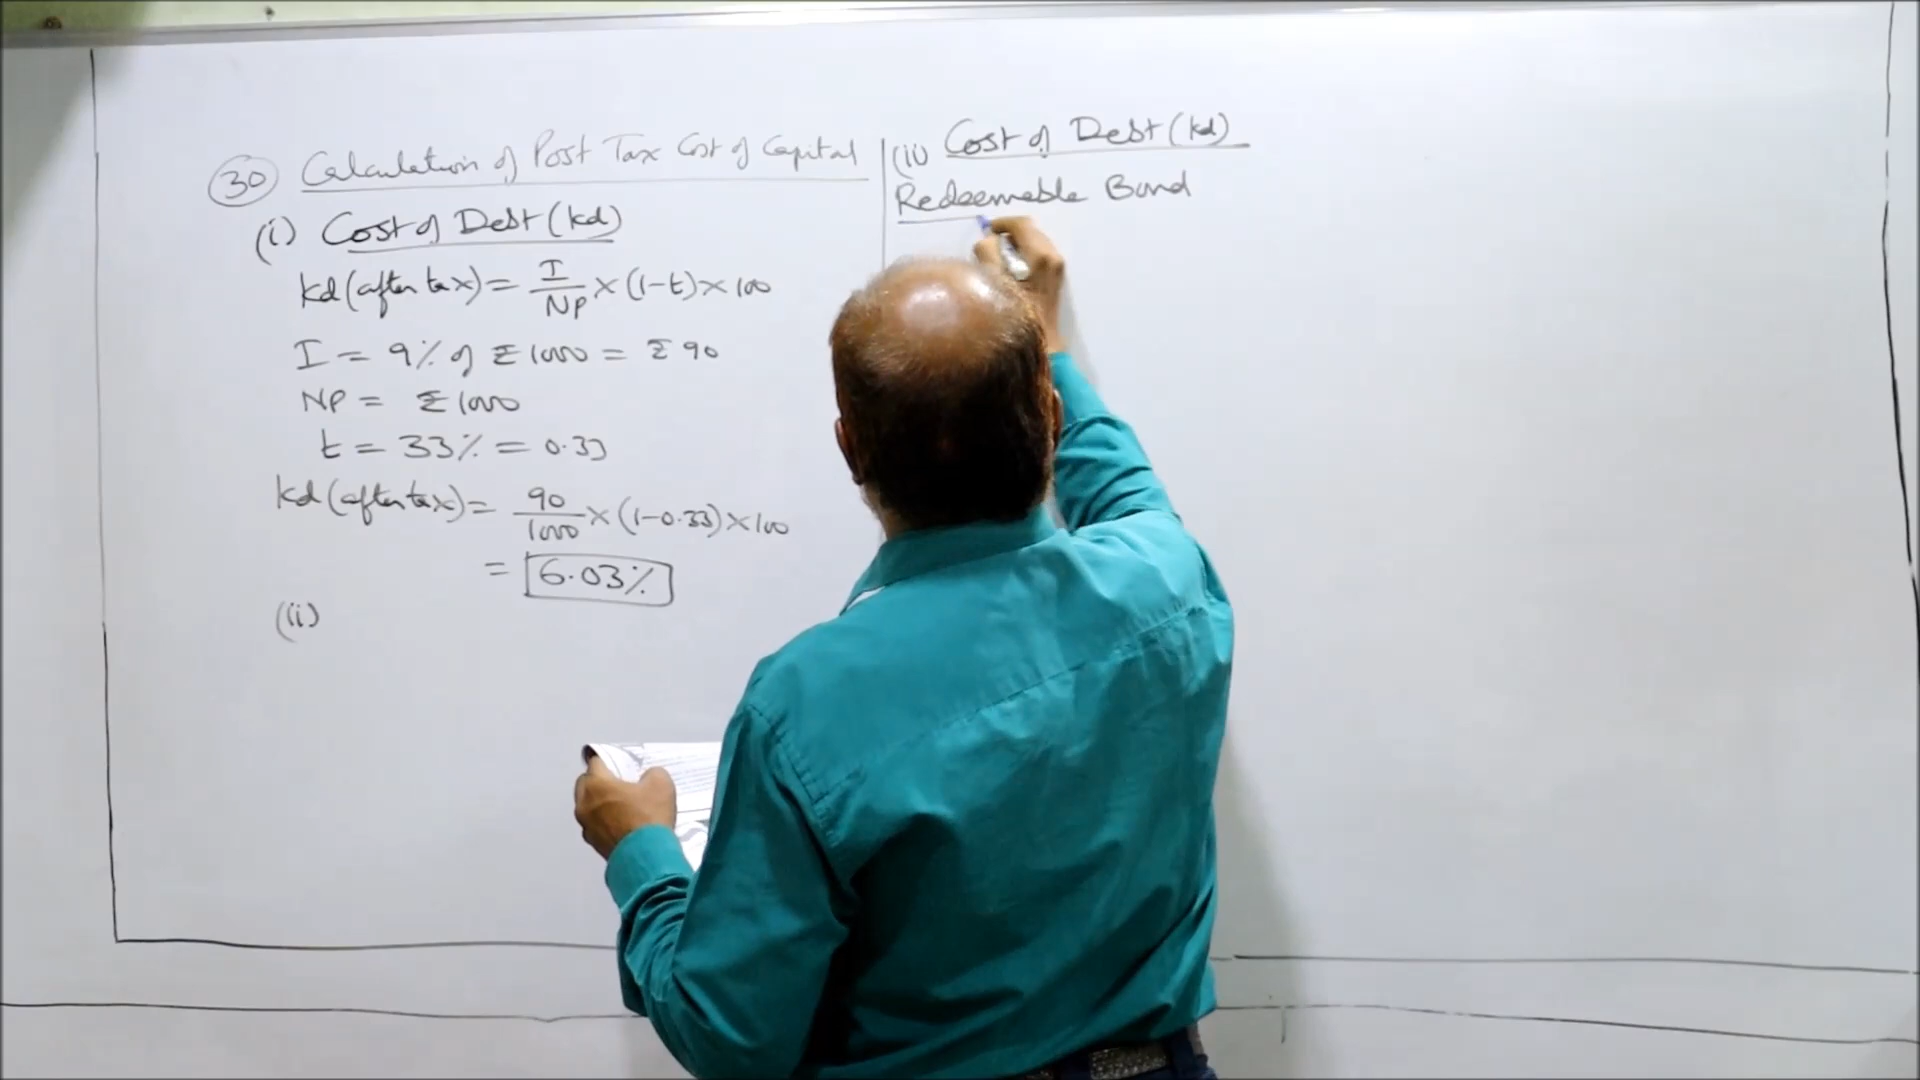 30 Calculation of Post Tax Cost of Capital
(i) Cost of Debt (kd)
kd (after tax) = I/NP × (1-t) × 100
I = 9% of ₹ 1000 = ₹ 90
NP = ₹ 1000
t = 33% = 0.33
kd (after tax) = 90/1000 × (1-0.33) × 100
= 6.03%
(ii)
(ii) Cost of Debt (kd)
Redeemable Bond